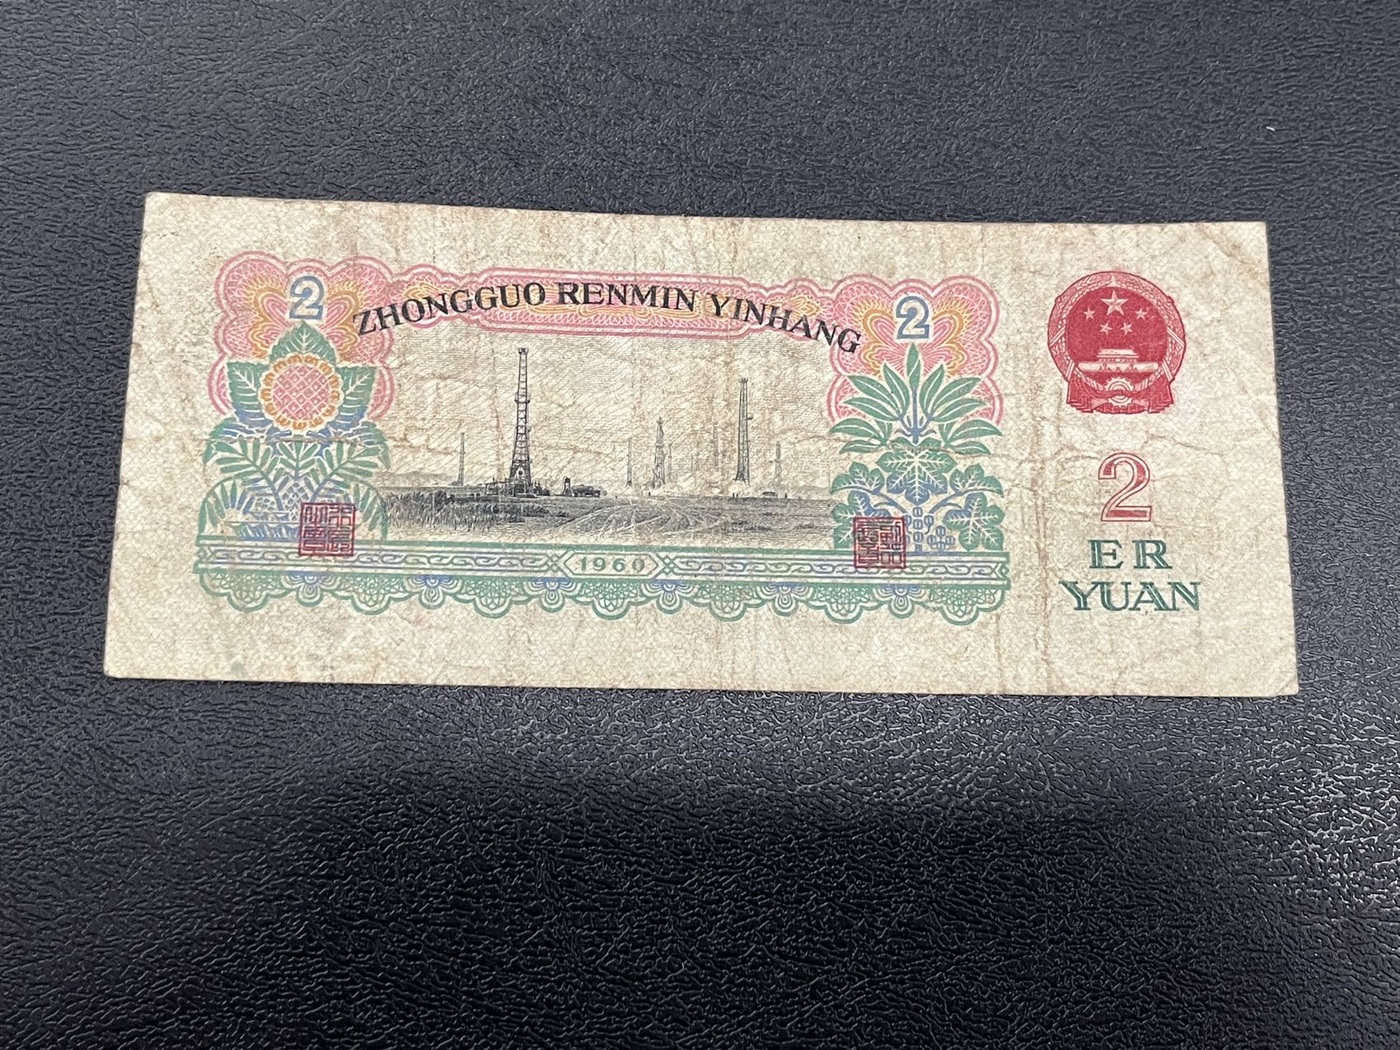 2
ZHONGGUO RENMIN YINHANG
2
1960
2
ER
YUAN